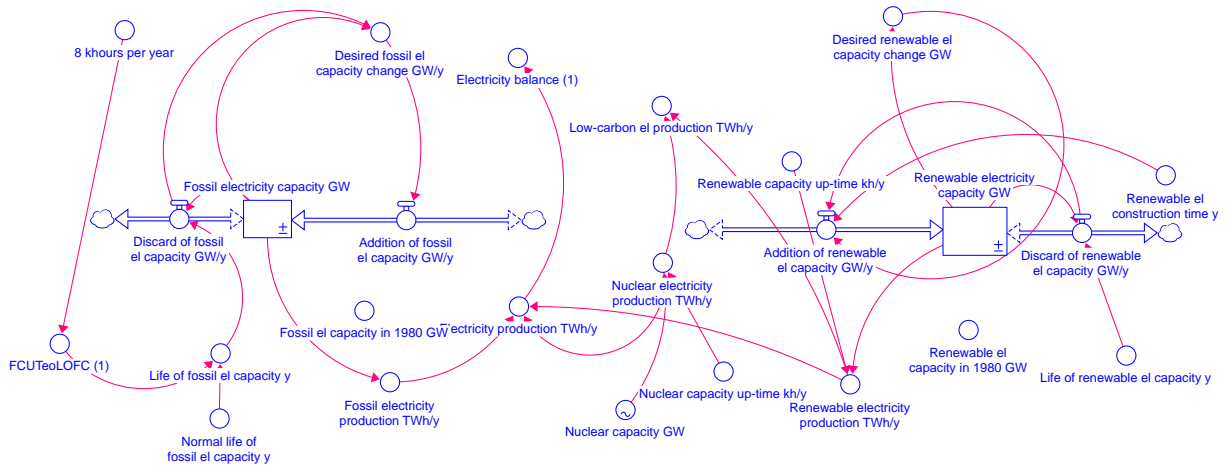 8 khours per year
Desired fossil el
capacity change GW/y
Electricity balance (1)
Desired renewable el
capacity change GW
Low-carbon el production TWh/y
Renewable capacity up-time kh/y
Fossil electricity capacity GW
Renewable electricity
capacity GW
Renewable el
construction time y
±
±
Discard of fossil
el capacity GW/y
Addition of fossil
el capacity GW/y
Addition of renewable
el capacity GW/y
Discard of renewable
el capacity GW/y
Nuclear electricity
production TWh/y
Fossil el capacity in 1980 GW
Electricity production TWh/y
FCUTeoLOFC (1)
Life of fossil el capacity y
Renewable el
capacity in 1980 GW
Life of renewable el capacity y
Fossil electricity
production TWh/y
Nuclear capacity up-time kh/y
Renewable electricity
production TWh/y
Normal life of
fossil el capacity y
Nuclear capacity GW